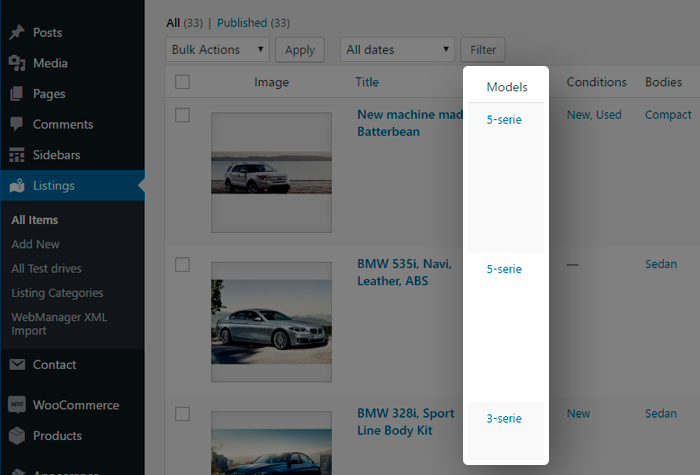 All (33) | Published (33)
Bulk Actions Apply All dates Filter
Posts
Media
Pages
Comments
Sidebars
Listings
All Items
Add New
All Test drives
Listing Categories
WebManager XML
Import
Contact
WOO WooCommerce
Products
Image Title Models Conditions Bodies
New machine mad 5-serie New, Used Compact
Batterbean
BMW 535i, Navi, 5-serie — Sedan
Leather, ABS
BMW 328i, Sport 3-serie New Sedan
Line Body Kit